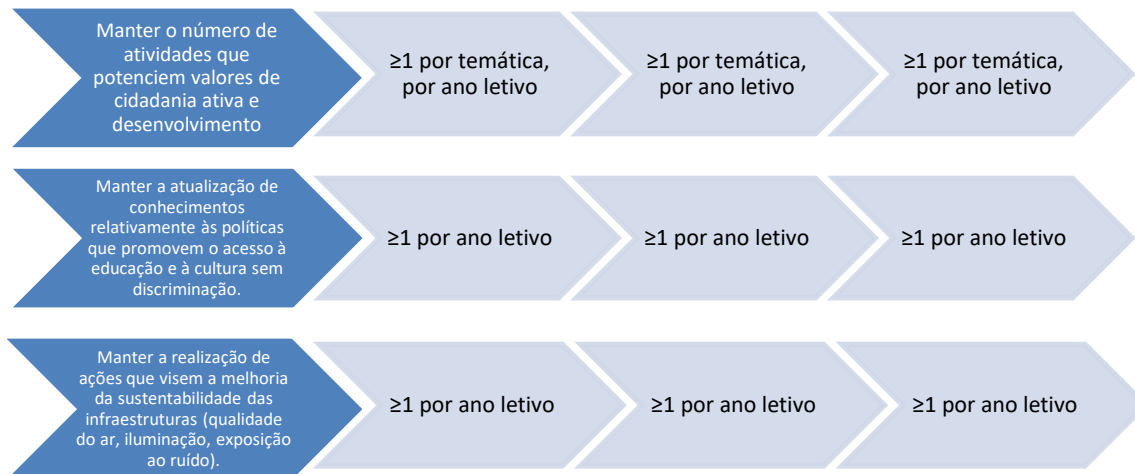 Manter o número de
atividades que
potenciem valores de
cidadania ativa e
desenvolvimento
≥1 por temática,
por ano letivo
≥1 por temática,
por ano letivo
≥1 por temática,
por ano letivo
Manter a atualização de
conhecimentos
relativamente às políticas
que promovem o acesso à
educação e à cultura sem
discriminação.
≥1 por ano letivo
≥1 por ano letivo
≥1 por ano letivo
Manter a realização de
ações que visem a melhoria
da sustentabilidade das
infraestruturas (qualidade
do ar, iluminação, exposição
ao ruído).
≥1 por ano letivo
≥1 por ano letivo
≥1 por ano letivo